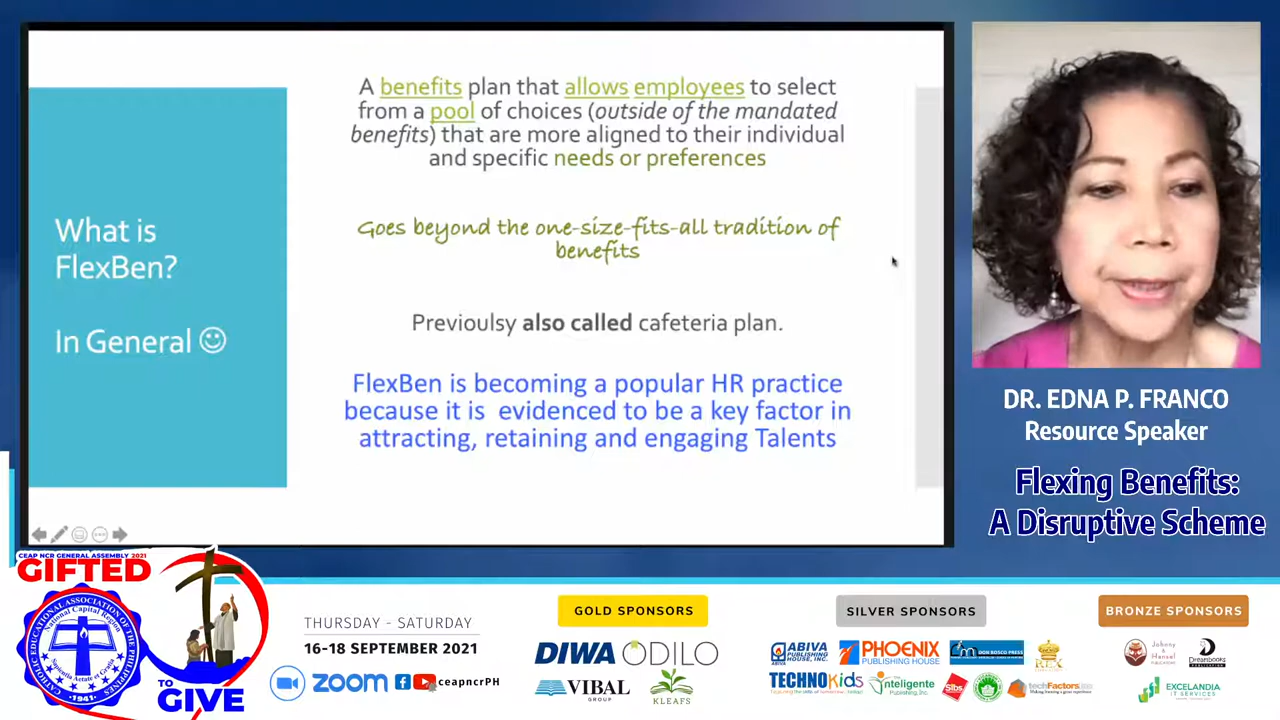 What is
FlexBen?
In General ☺
A benefits plan that allows employees to select
from a pool of choices (outside of the mandated
benefits) that are more aligned to their individual
and specific needs or preferences
Goes beyond the one-size-fits-all tradition of
benefits
Previoulsy also called cafeteria plan.
FlexBen is becoming a popular HR practice
because it is evidenced to be a key factor in
attracting, retaining and engaging Talents
DR. EDNA P. FRANCO
Resource Speaker
Flexing Benefits:
A Disruptive Scheme
CEAP NCR GENERAL ASSEMBLY 2021
GIFTED
TO
GIVE
CATHOLIC EDUCATIONAL ASSOCIATION OF THE PHILIPPINES
National Capital Region
1941
THURSDAY - SATURDAY
16-18 SEPTEMBER 2021
zoom
ceapncrPH
GOLD SPONSORS
DIWA
ODILO
VIBAL
GROUP
KLEAFS
SILVER SPONSORS
ABIVA
PUBLISHING
HOUSE, INC.
PHOENIX
PUBLISHING HOUSE
DON BOSCO PRESS
REX
TECHNOKids
inteligente
Publishing, Inc.
Sibs
techFactors
BRONZE SPONSORS
Johnny
& Hansel
Dreambooks
EXCELANDIA
IT SERVICES